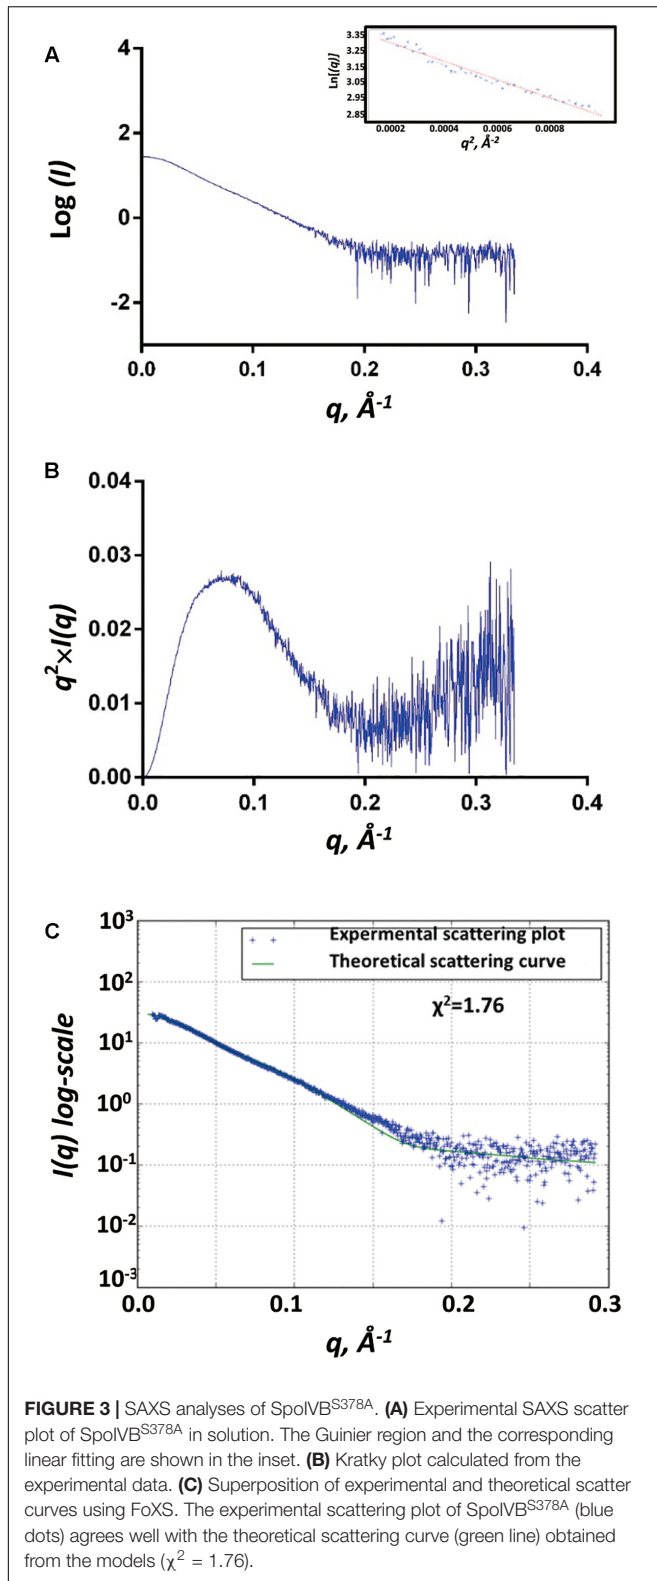 A
4
2
0
-2
Log (I)
0.0 0.1 0.2 0.3 0.4
q, Å-1
3.35
3.25
3.15
3.05
2.95
2.85
Ln[(q)]
0.0002 0.0004 0.0006 0.0008
q2, Å-2
B
0.04
0.03
0.02
0.01
0.00
q2×I(q)
0.0 0.1 0.2 0.3 0.4
q, Å-1
C
103
102
101
100
10-1
10-2
10-3
I(q) log-scale
Expermental scattering plot
Theoretical scattering curve
χ2=1.76
0.0 0.1 0.2 0.3
q, Å-1
FIGURE 3 | SAXS analyses of SpoIVBS378A. (A) Experimental SAXS scatter
plot of SpoIVBS378A in solution. The Guinier region and the corresponding
linear fitting are shown in the inset. (B) Kratky plot calculated from the
experimental data. (C) Superposition of experimental and theoretical scatter
curves using FoXS. The experimental scattering plot of SpoIVBS378A (blue
dots) agrees well with the theoretical scattering curve (green line) obtained
from the models (χ2 = 1.76).